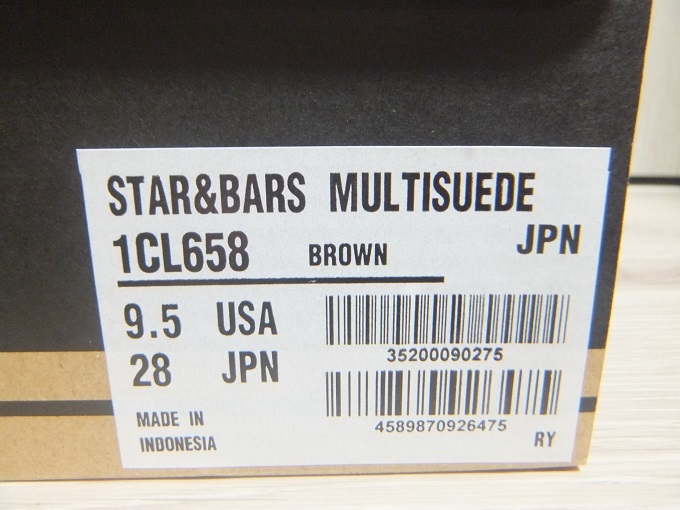 STAR&BARS MULTISUEDE
1CL658 BROWN JPN
9.5 USA
28 JPN
35200090275
4589870926475
MADE IN
INDONESIA
RY